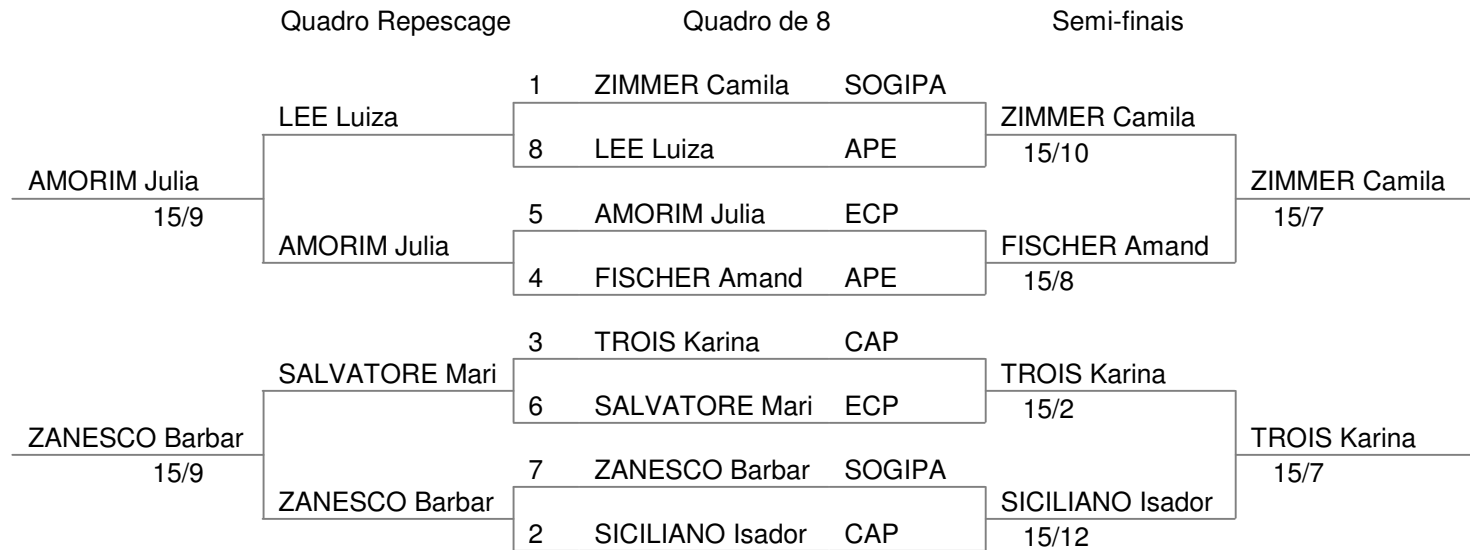 Quadro Repescage Quadro de 8 Semi-finais
1 ZIMMER Camila SOGIPA
LEE Luiza ZIMMER Camila
8 LEE Luiza APE 15/10
AMORIM Julia ZIMMER Camila
15/9 5 AMORIM Julia ECP 15/7
AMORIM Julia FISCHER Amand
4 FISCHER Amand APE 15/8
3 TROIS Karina CAP
SALVATORE Mari TROIS Karina
6 SALVATORE Mari ECP 15/2
ZANESCO Barbar TROIS Karina
15/9 7 ZANESCO Barbar SOGIPA 15/7
ZANESCO Barbar SICILIANO Isador
2 SICILIANO Isador CAP 15/12